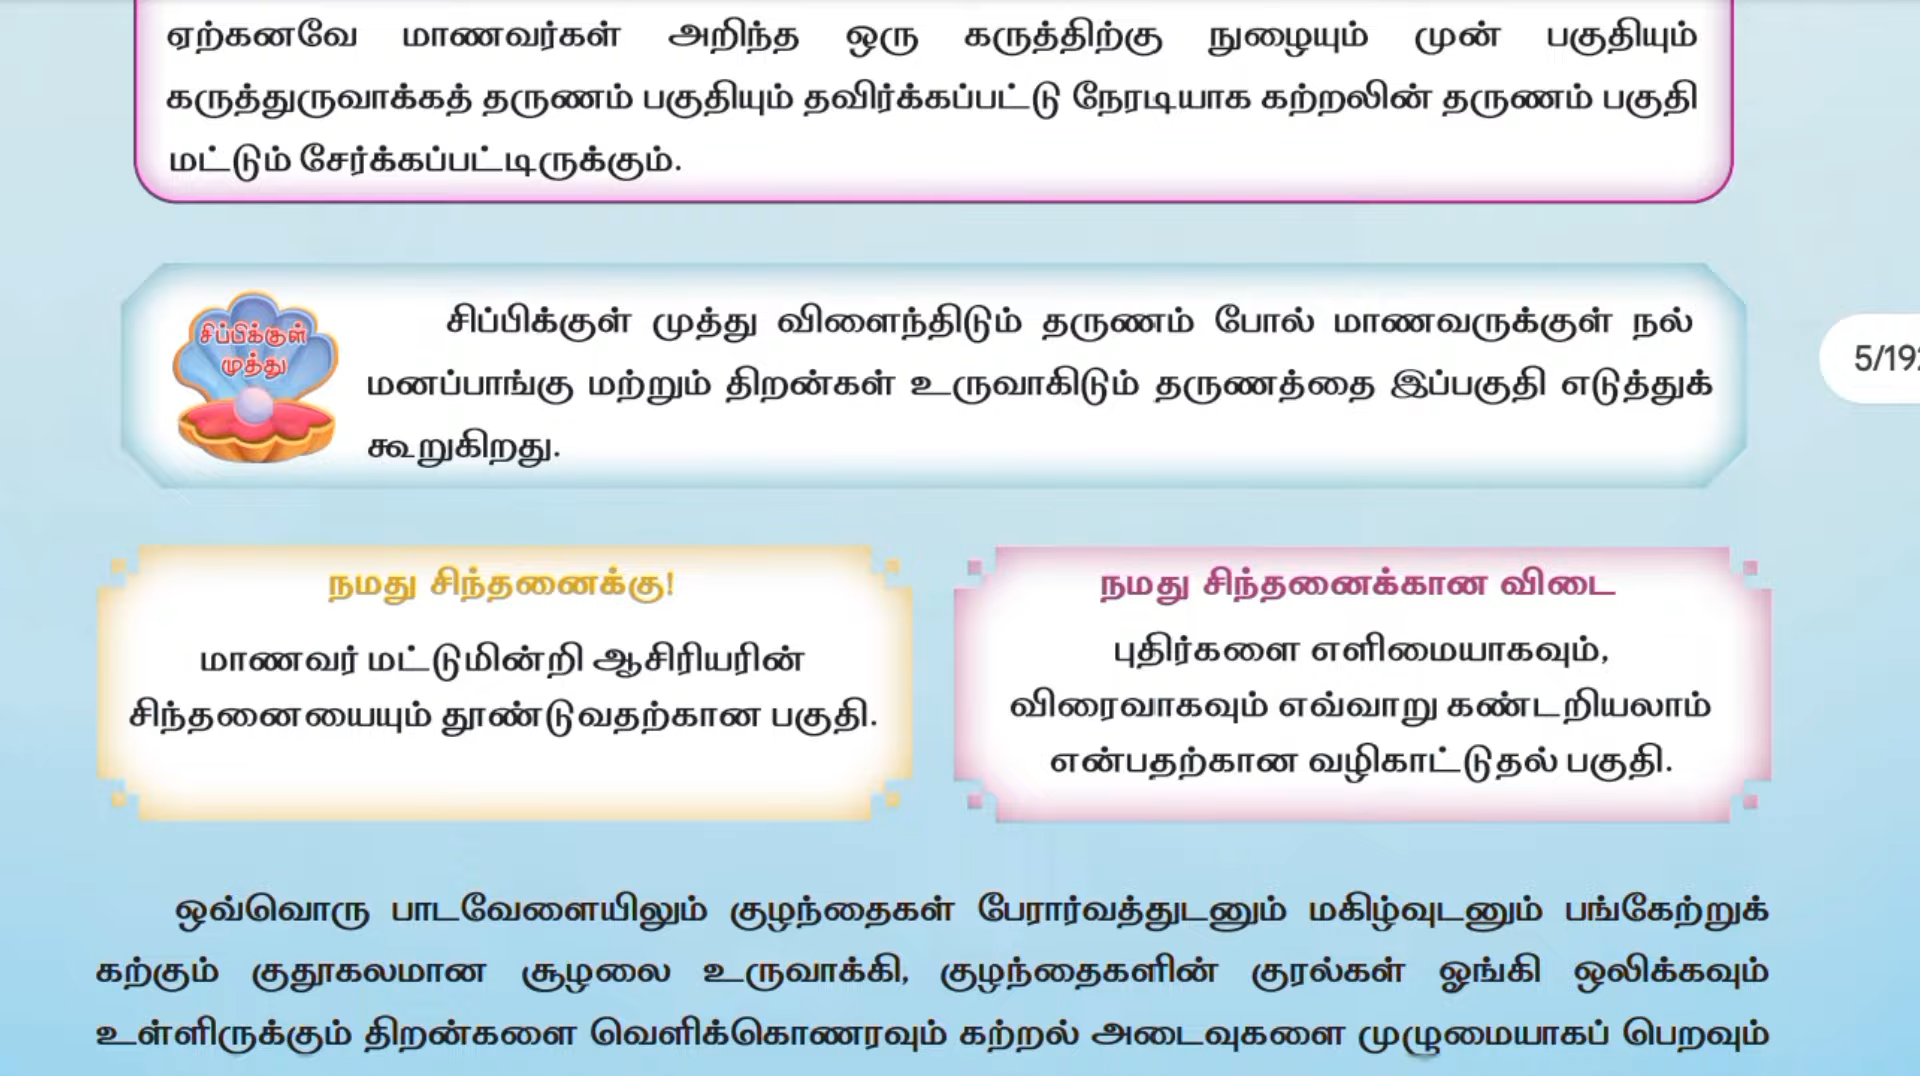 ஏற்கனவே மாணவர்கள் அறிந்த ஒரு கருத்திற்கு நுழையும் முன் பகுதியும்
கருத்துருவாக்கத் தருணம் பகுதியும் தவிர்க்கப்பட்டு நேரடியாக கற்றலின் தருணம் பகுதி
மட்டும் சேர்க்கப்பட்டிருக்கும்.
சிப்பிக்குள்
முத்து
சிப்பிக்குள் முத்து விளைந்திடும் தருணம் போல் மாணவருக்குள் நல்
மனப்பாங்கு மற்றும் திறன்கள் உருவாகிடும் தருணத்தை இப்பகுதி எடுத்துக்
கூறுகிறது.
5/192
நமது சிந்தனைக்கு!
மாணவர் மட்டுமின்றி ஆசிரியரின்
சிந்தனையையும் தூண்டுவதற்கான பகுதி.
நமது சிந்தனைக்கான விடை
புதிர்களை எளிமையாகவும்,
விரைவாகவும் எவ்வாறு கண்டறியலாம்
என்பதற்கான வழிகாட்டுதல் பகுதி.
ஒவ்வொரு பாடவேளையிலும் குழந்தைகள் பேரார்வத்துடனும் மகிழ்வுடனும் பங்கேற்றுக்
கற்கும் குதூகலமான சூழலை உருவாக்கி, குழந்தைகளின் குரல்கள் ஓங்கி ஒலிக்கவும்
உள்ளிருக்கும் திறன்களை வெளிக்கொணரவும் கற்றல் அடைவுகளை முழுமையாகப் பெறவும்